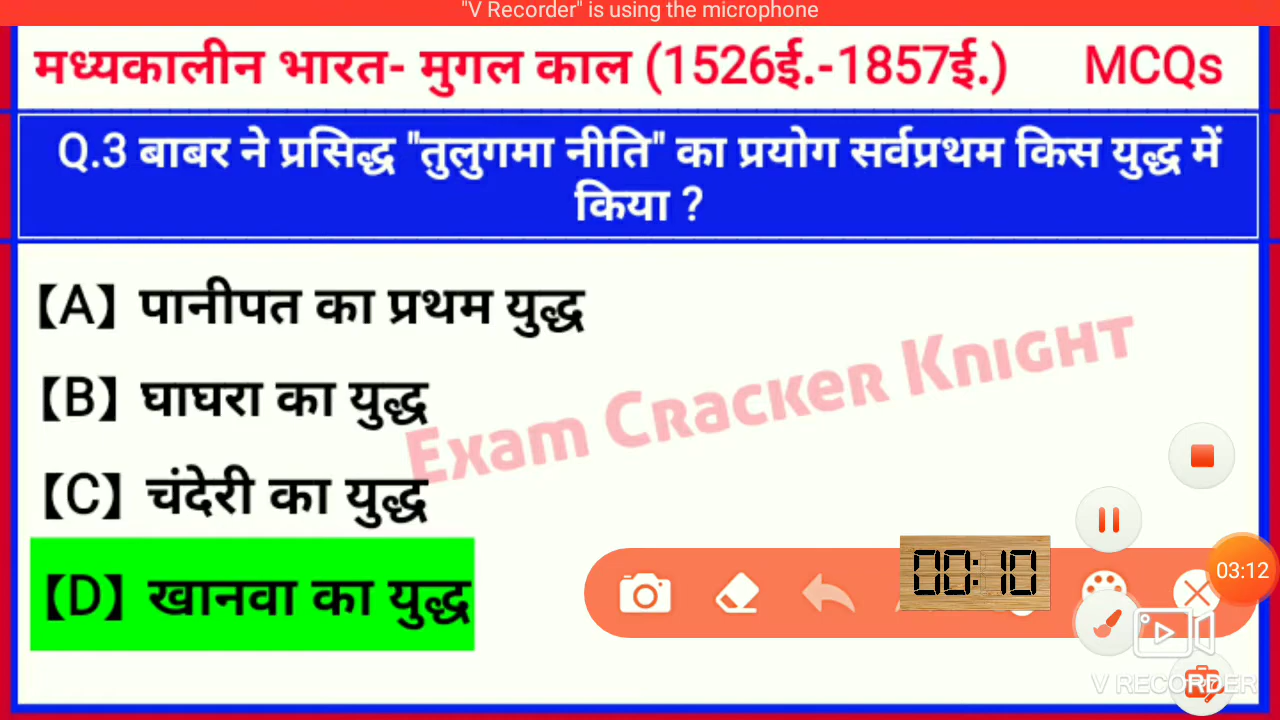 "V Recorder" is using the microphone
मध्यकालीन भारत- मुगल काल (1526ई.-1857ई.) MCQs
Q.3 बाबर ने प्रसिद्ध "तुलुगमा नीति" का प्रयोग सर्वप्रथम किस युद्ध में
किया ?
【A】 पानीपत का प्रथम युद्ध
【B】 घाघरा का युद्ध
【C】 चंदेरी का युद्ध
【D】 खानवा का युद्ध
Exam Cracker Knight
00:10
03:12
V RECORDER